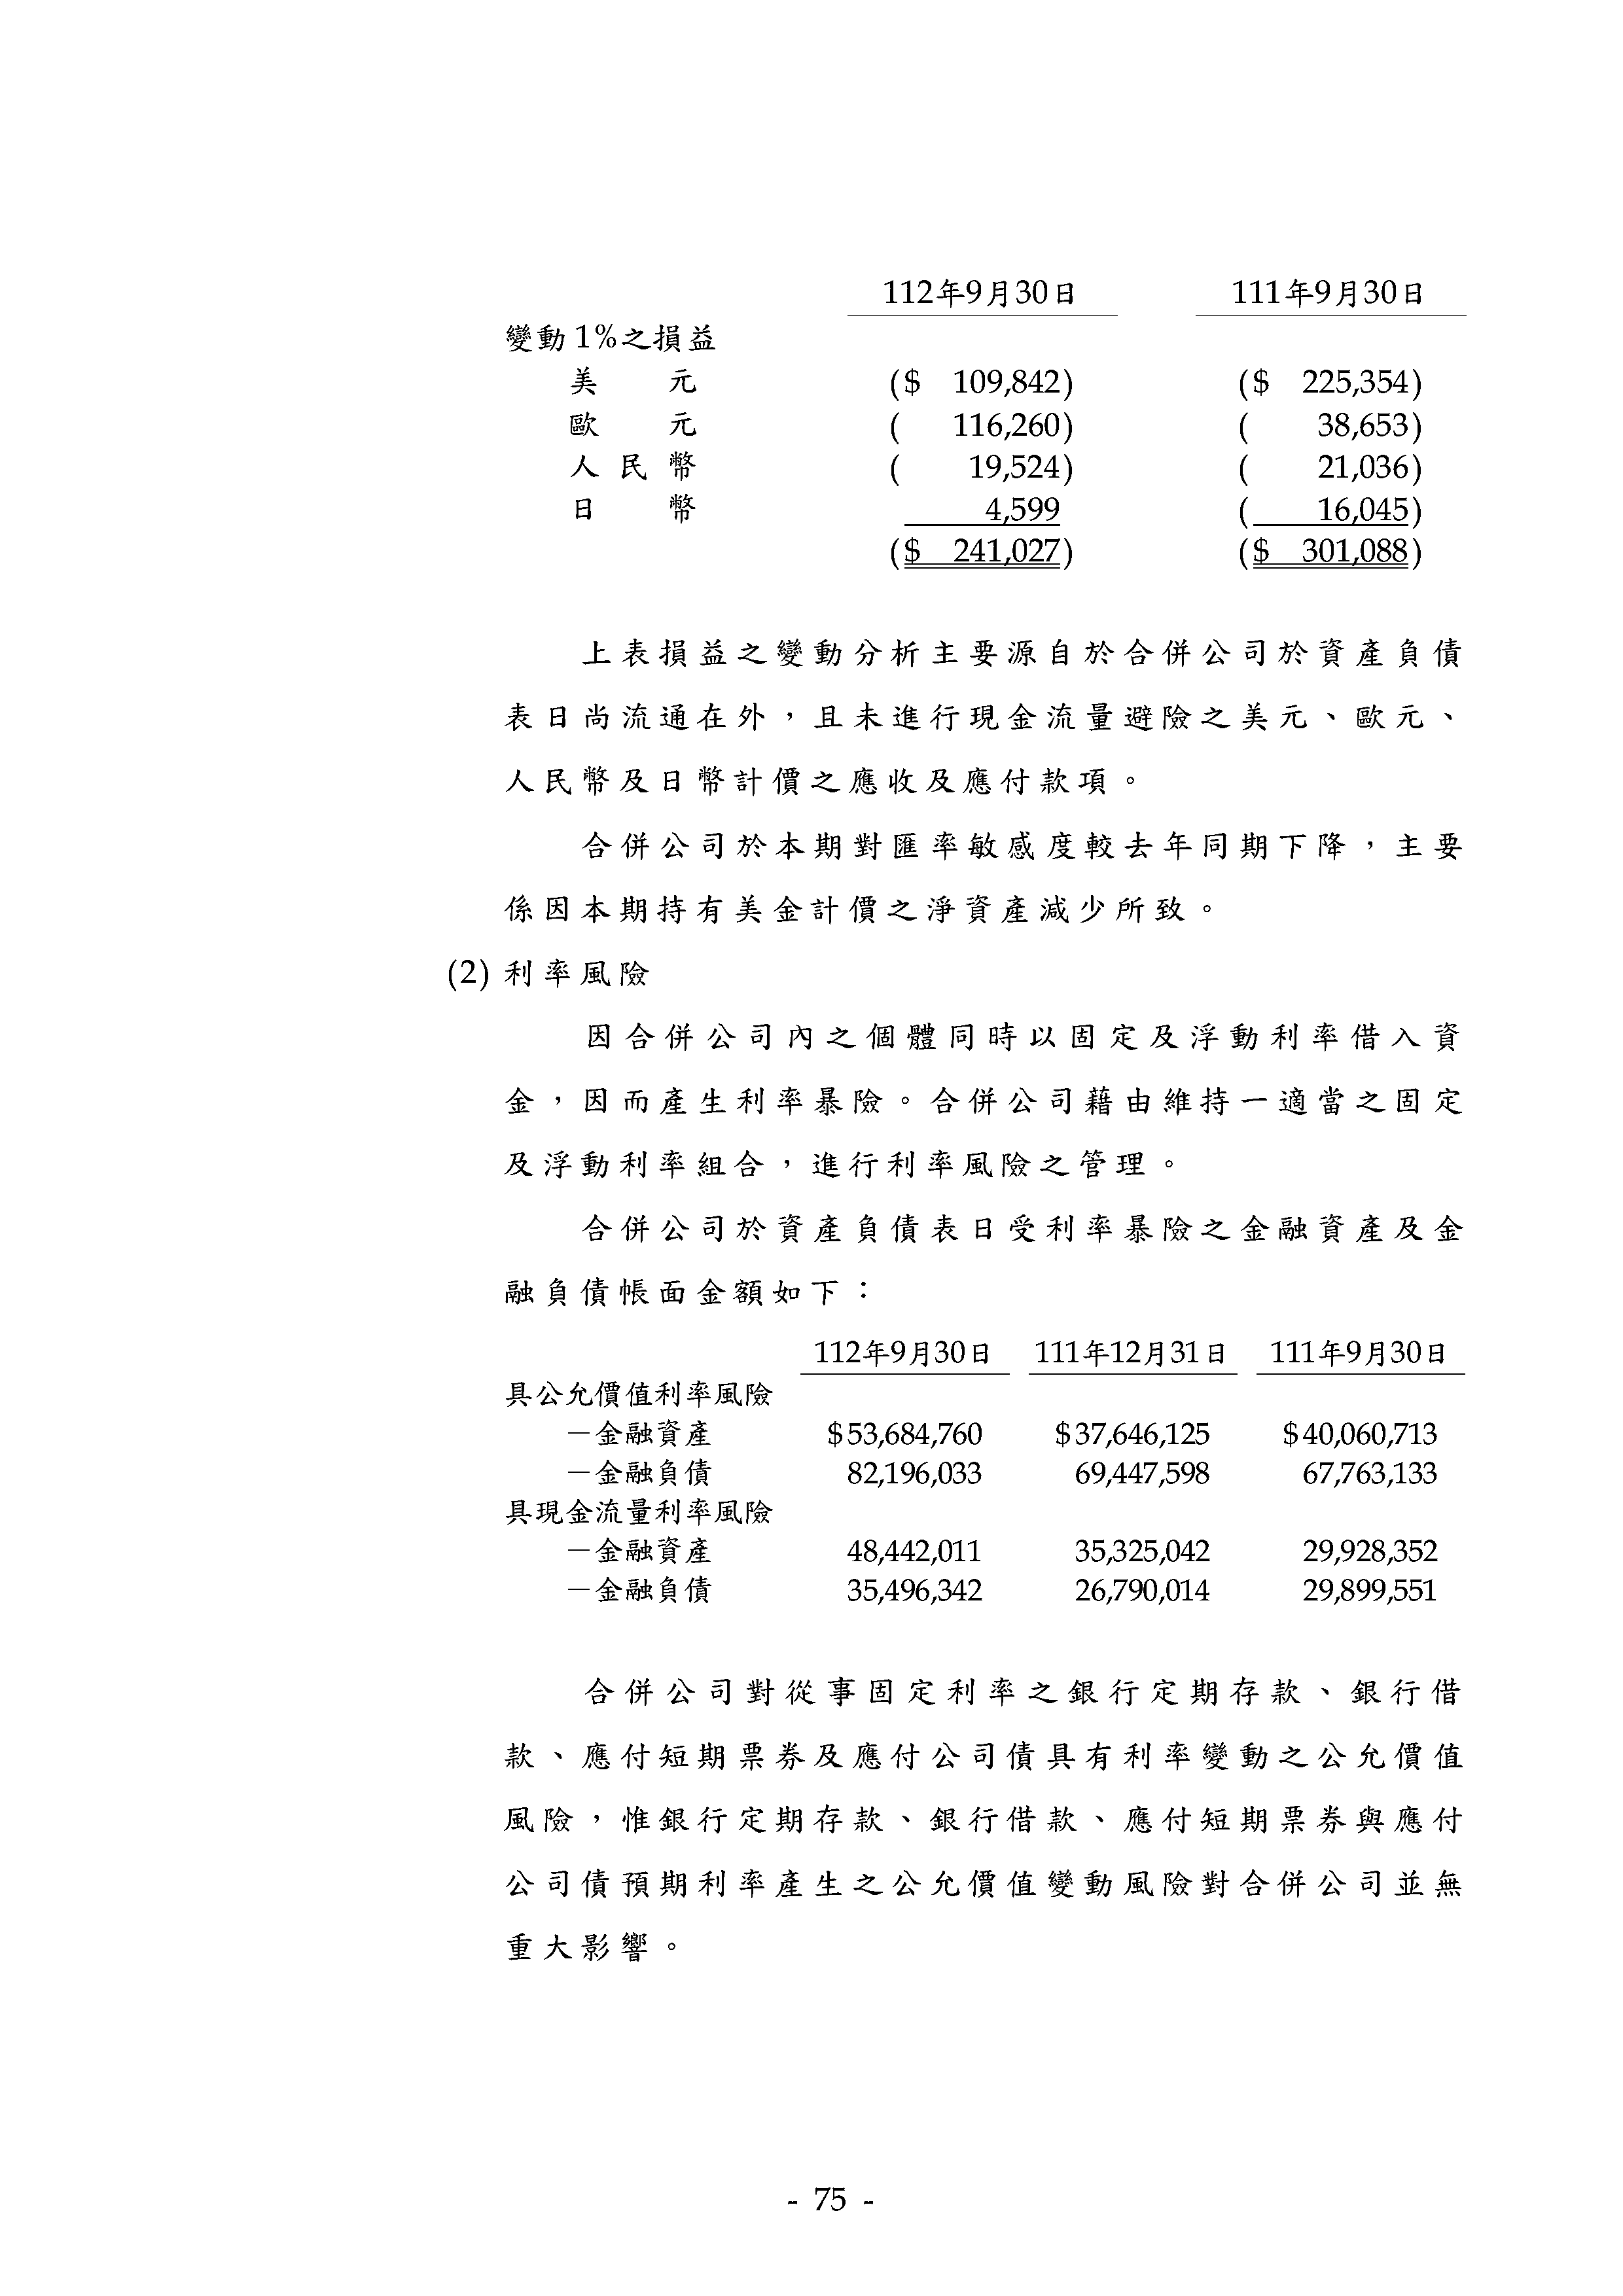 112年9月30日 111年9月30日
變動1%之損益
美元 ($ 109,842) ($ 225,354)
歐元 ( 116,260) ( 38,653)
人民幣 ( 19,524) ( 21,036)
日幣 4,599 ( 16,045)
($ 241,027) ($ 301,088)
上表損益之變動分析主要源自於合併公司於資產負債
表日尚流通在外，且未進行現金流量避險之美元、歐元、
人民幣及日幣計價之應收及應付款項。
合併公司於本期對匯率敏感度較去年同期下降，主要
係因本期持有美金計價之淨資產減少所致。
(2) 利率風險
因合併公司內之個體同時以固定及浮動利率借入資
金，因而產生利率暴險。合併公司藉由維持一適當之固定
及浮動利率組合，進行利率風險之管理。
合併公司於資產負債表日受利率暴險之金融資產及金
融負債帳面金額如下：
112年9月30日 111年12月31日 111年9月30日
具公允價值利率風險
－金融資產 $53,684,760 $37,646,125 $40,060,713
－金融負債 82,196,033 69,447,598 67,763,133
具現金流量利率風險
－金融資產 48,442,011 35,325,042 29,928,352
－金融負債 35,496,342 26,790,014 29,899,551
合併公司對從事固定利率之銀行定期存款、銀行借
款、應付短期票券及應付公司債具有利率變動之公允價值
風險，惟銀行定期存款、銀行借款、應付短期票券與應付
公司債預期利率產生之公允價值變動風險對合併公司並無
重大影響。
- 75 -